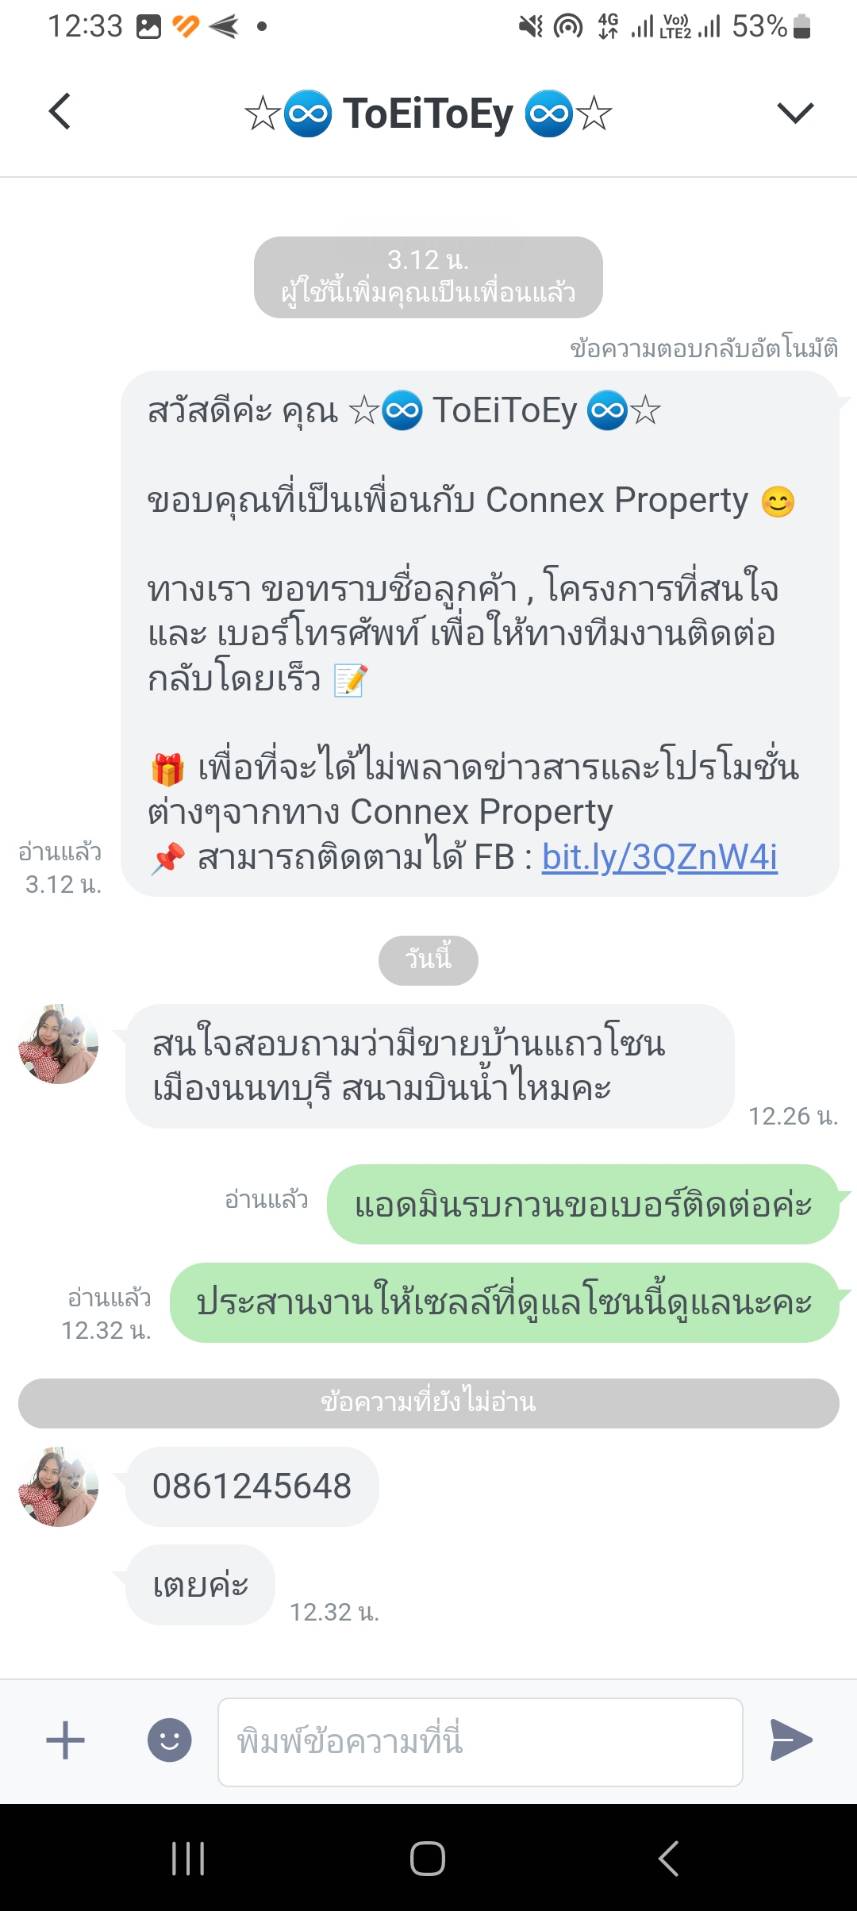 12:33 4G Vo)) LTE2 53%
☆♾️ ToEiToEy ♾️☆
3.12 น.
ผู้ใช้นี้เพิ่มคุณเป็นเพื่อนแล้ว
ข้อความตอบกลับอัตโนมัติ
สวัสดีค่ะ คุณ ☆♾️ ToEiToEy ♾️☆
ขอบคุณที่เป็นเพื่อนกับ Connex Property 😊
ทางเรา ขอทราบชื่อลูกค้า , โครงการที่สนใจ
และ เบอร์โทรศัพท์ เพื่อให้ทางทีมงานติดต่อ
กลับโดยเร็ว 📝
🎁 เพื่อที่จะได้ไม่พลาดข่าวสารและโปรโมชั่น
ต่างๆจากทาง Connex Property
📌 สามารถติดตามได้ FB : bit.ly/3QZnW4i
อ่านแล้ว
3.12 น.
วันนี้
สนใจสอบถามว่ามีขายบ้านแถวโซน
เมืองนนทบุรี สนามบินน้ำไหมคะ
12.26 น.
อ่านแล้ว
แอดมินรบกวนขอเบอร์ติดต่อค่ะ
อ่านแล้ว
12.32 น.
ประสานงานให้เซลล์ที่ดูแลโซนนี้ดูแลนะคะ
ข้อความที่ยังไม่อ่าน
0861245648
เตยค่ะ
12.32 น.
พิมพ์ข้อความที่นี่